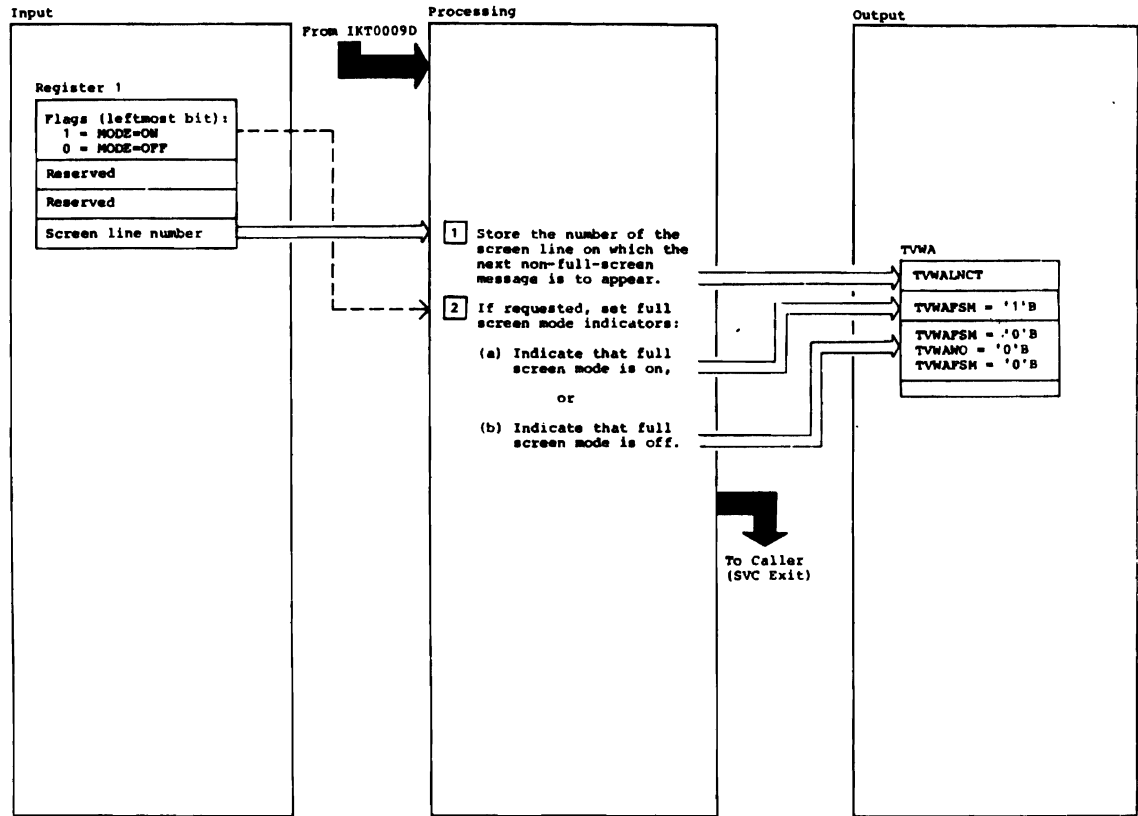 Input
Processing
Output
From IKT0009D
Register 1
Flags (leftmost bit):
1 = MODE=ON
0 = MODE=OFF
Reserved
Reserved
Screen line number
1 Store the number of the
screen line on which the
next non-full-screen
message is to appear.
2 If requested, set full
screen mode indicators:
(a) Indicate that full
screen mode is on,
or
(b) Indicate that full
screen mode is off.
TVWA
TVWALNCT
TVWAFSM = '1'B
TVWAFSM = '0'B
TVWAWO = '0'B
TVWAFSM = '0'B
To Caller
(SVC Exit)